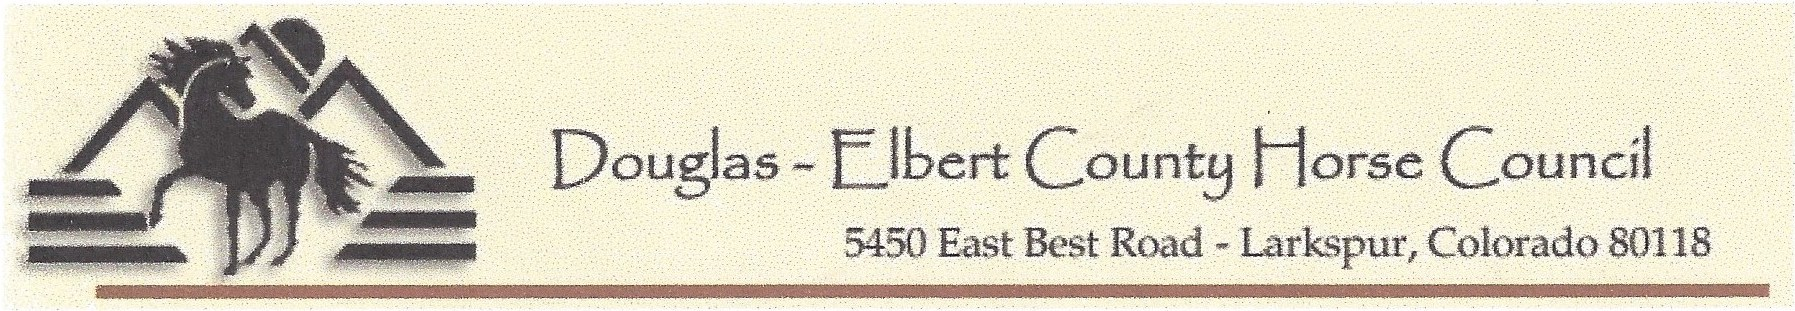 Douglas - Elbert County Horse Council
5450 East Best Road - Larkspur, Colorado 80118